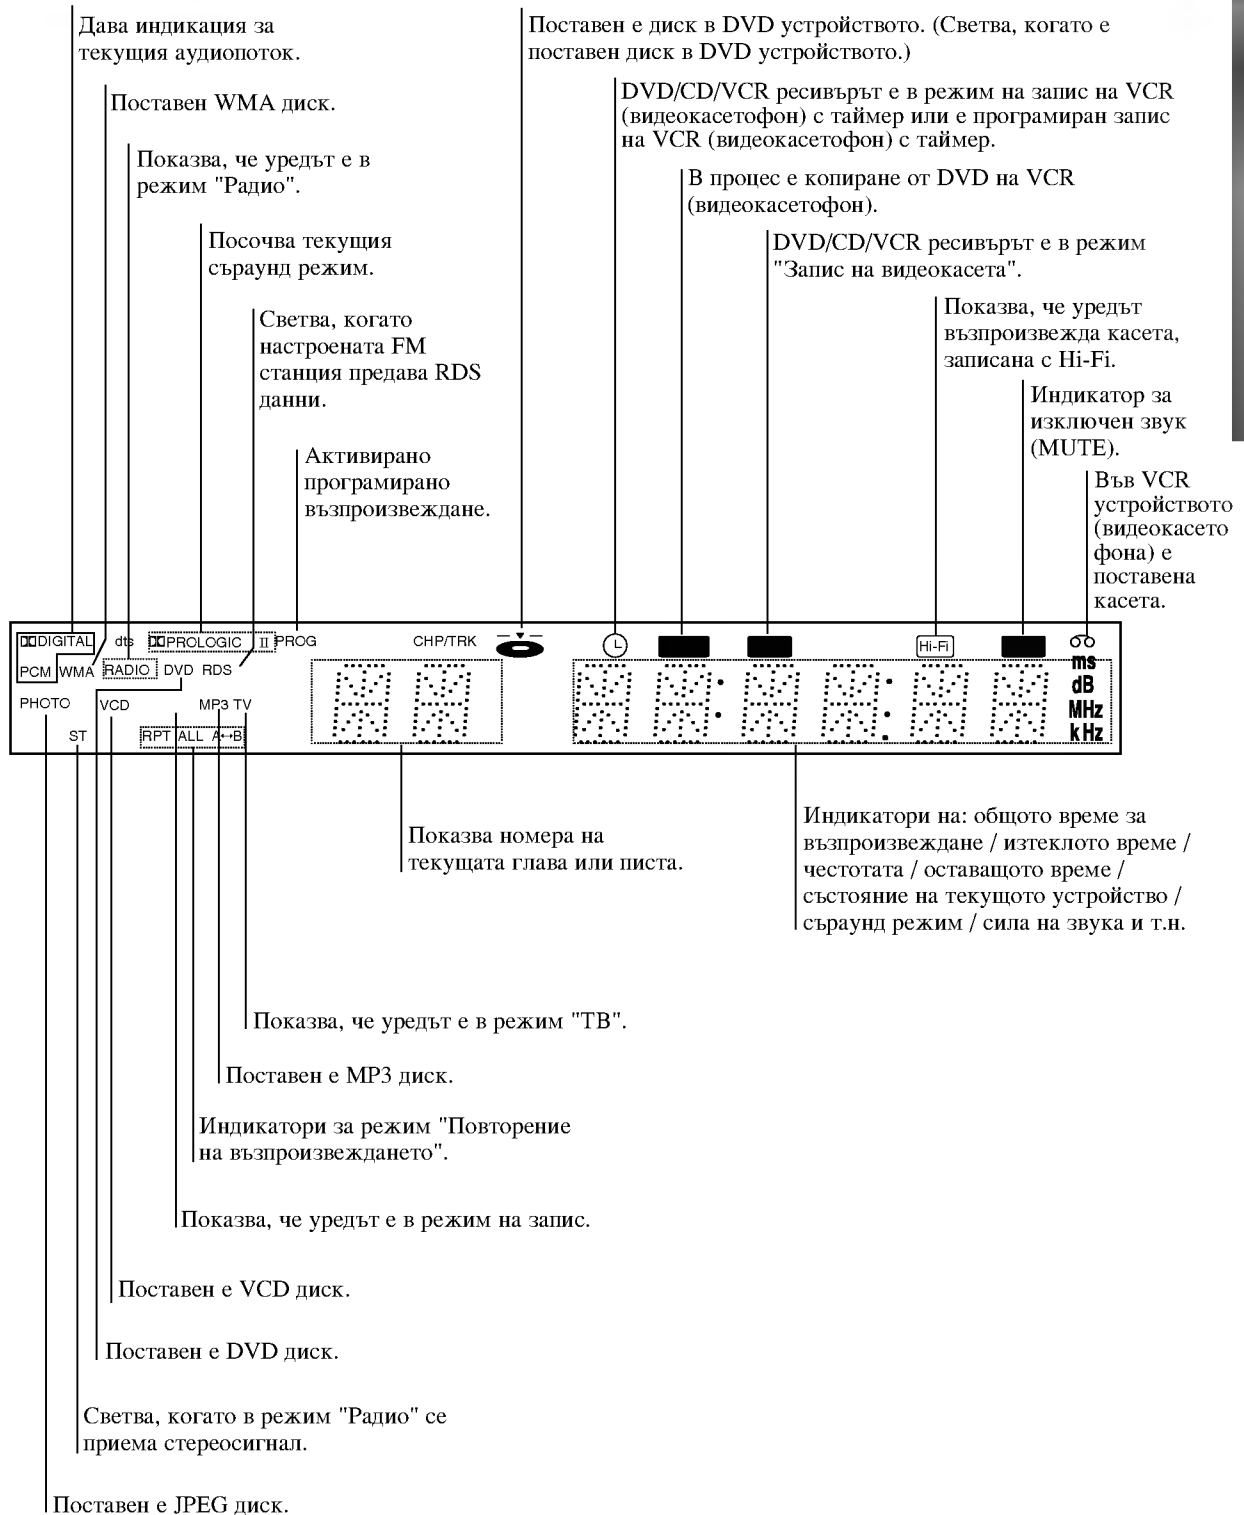 Дава индикация за
текущия аудиопоток.
Поставен WMA диск.
Показва, че уредът е в
режим "Радио".
Посочва текущия
съраунд режим.
Светва, когато
настроената FM
станция предава RDS
данни.
Активирано
програмирано
възпроизвеждане.
Поставен е диск в DVD устройството. (Светва, когато е
поставен диск в DVD устройството.)
DVD/CD/VCR ресивърът е в режим на запис на VCR
(видеокасетофон) с таймер или е програмиран запис
на VCR (видеокасетофон) с таймер.
В процес е копиране от DVD на VCR
(видеокасетофон).
DVD/CD/VCR ресивърът е в режим
"Запис на видеокасета".
Показва, че уредът
възпроизвежда касета,
записана с Hi-Fi.
Индикатор за
изключен звук
(MUTE).
Във VCR
устройството
(видеокасето
фона) е
поставена
касета.
DIGITAL dts PROLOGIC II PROG CHP/TRK Hi-Fi
PCM WMA RADIO DVD RDS ms
dB
PHOTO VCD MP3 TV MHz
ST RPT ALL A↔B kHz
Показва номера на
текущата глава или писта.
Индикатори на: общото време за
възпроизвеждане / изтеклото време /
честотата / оставащото време /
състояние на текущото устройство /
съраунд режим / сила на звука и т.н.
Показва, че уредът е в режим "ТВ".
Поставен е MP3 диск.
Индикатори за режим "Повторение
на възпроизвеждането".
Показва, че уредът е в режим на запис.
Поставен е VCD диск.
Поставен е DVD диск.
Светва, когато в режим "Радио" се
приема стереосигнал.
Поставен е JPEG диск.